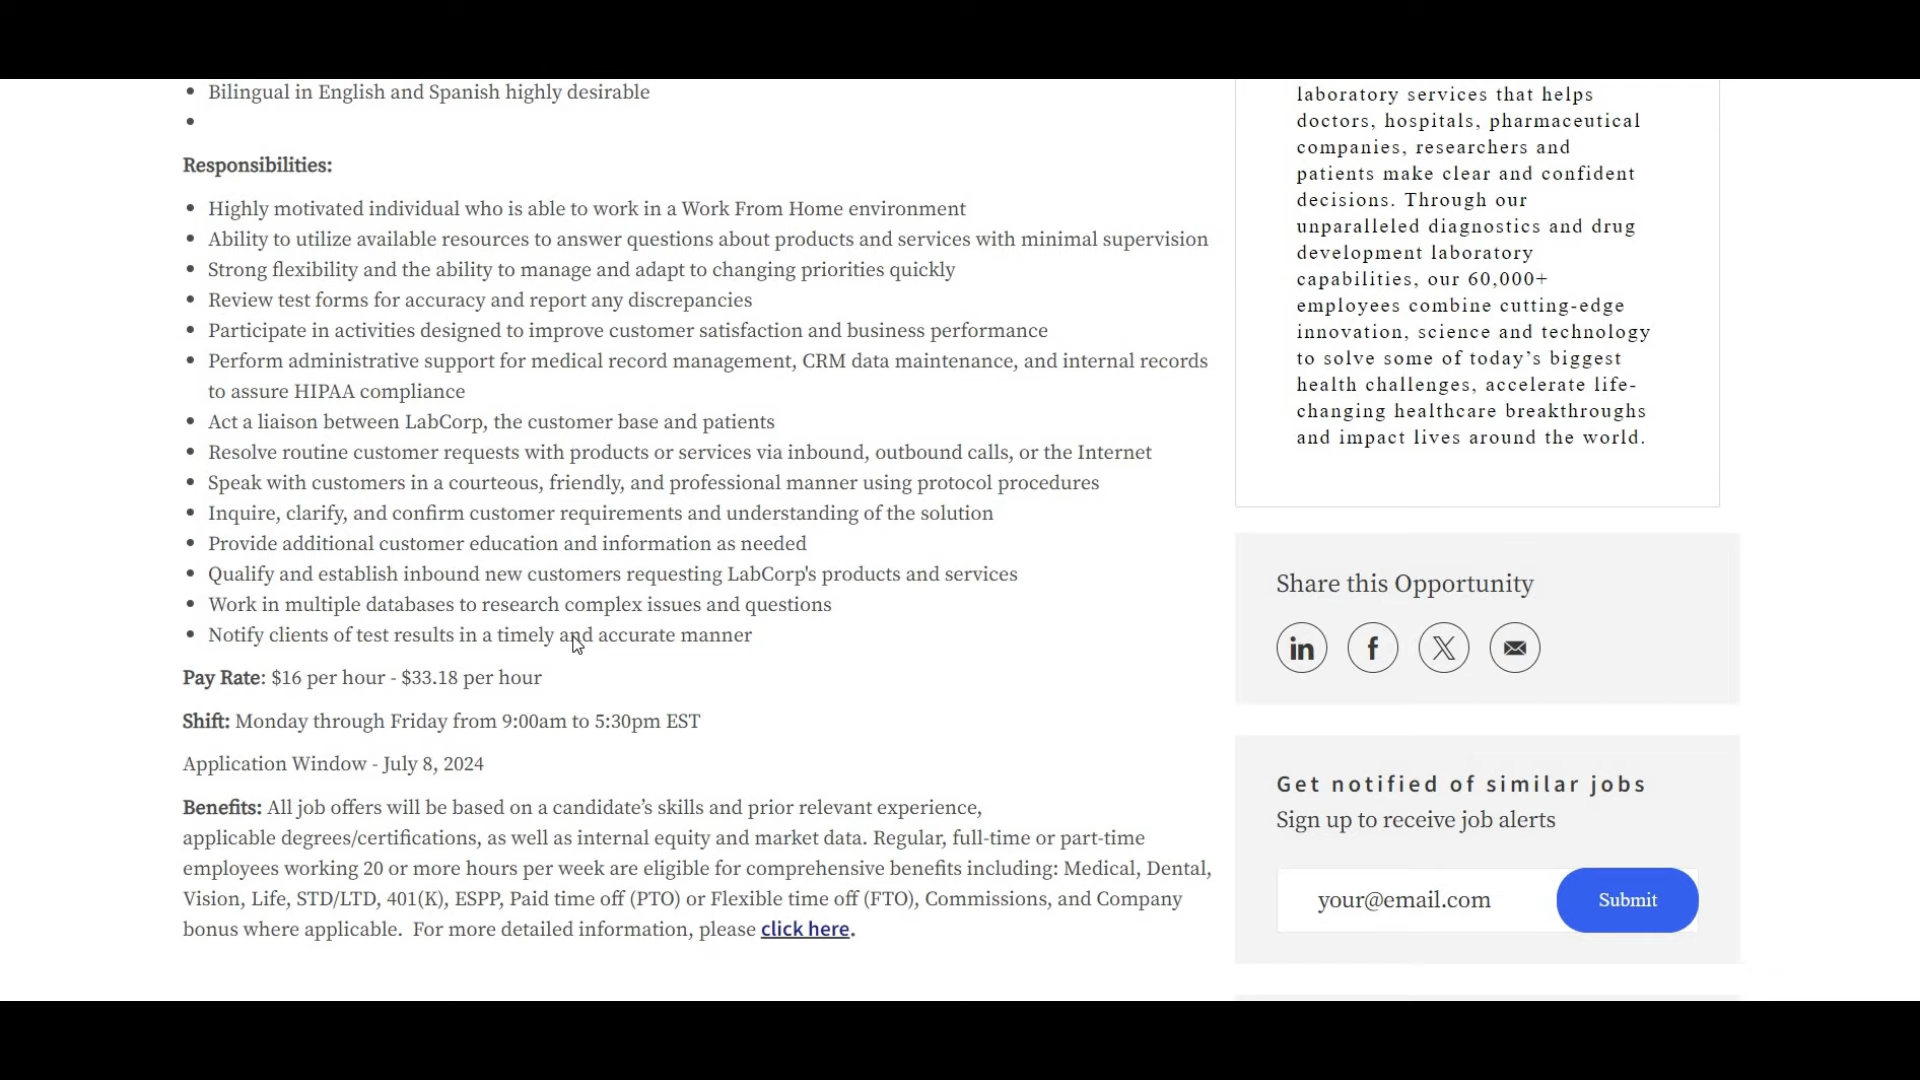 Bilingual in English and Spanish highly desirable
Responsibilities:
Highly motivated individual who is able to work in a Work From Home environment
Ability to utilize available resources to answer questions about products and services with minimal supervision
Strong flexibility and the ability to manage and adapt to changing priorities quickly
Review test forms for accuracy and report any discrepancies
Participate in activities designed to improve customer satisfaction and business performance
Perform administrative support for medical record management, CRM data maintenance, and internal records
to assure HIPAA compliance
Act a liaison between LabCorp, the customer base and patients
Resolve routine customer requests with products or services via inbound, outbound calls, or the Internet
Speak with customers in a courteous, friendly, and professional manner using protocol procedures
Inquire, clarify, and confirm customer requirements and understanding of the solution
Provide additional customer education and information as needed
Qualify and establish inbound new customers requesting LabCorp's products and services
Work in multiple databases to research complex issues and questions
Notify clients of test results in a timely and accurate manner
Pay Rate: $16 per hour - $33.18 per hour
Shift: Monday through Friday from 9:00am to 5:30pm EST
Application Window - July 8, 2024
Benefits: All job offers will be based on a candidate’s skills and prior relevant experience,
applicable degrees/certifications, as well as internal equity and market data. Regular, full-time or part-time
employees working 20 or more hours per week are eligible for comprehensive benefits including: Medical, Dental,
Vision, Life, STD/LTD, 401(K), ESPP, Paid time off (PTO) or Flexible time off (FTO), Commissions, and Company
bonus where applicable. For more detailed information, please click here.
laboratory services that helps
doctors, hospitals, pharmaceutical
companies, researchers and
patients make clear and confident
decisions. Through our
unparalleled diagnostics and drug
development laboratory
capabilities, our 60,000+
employees combine cutting-edge
innovation, science and technology
to solve some of today’s biggest
health challenges, accelerate life-
changing healthcare breakthroughs
and impact lives around the world.
Share this Opportunity
Get notified of similar jobs
Sign up to receive job alerts
your@email.com
Submit